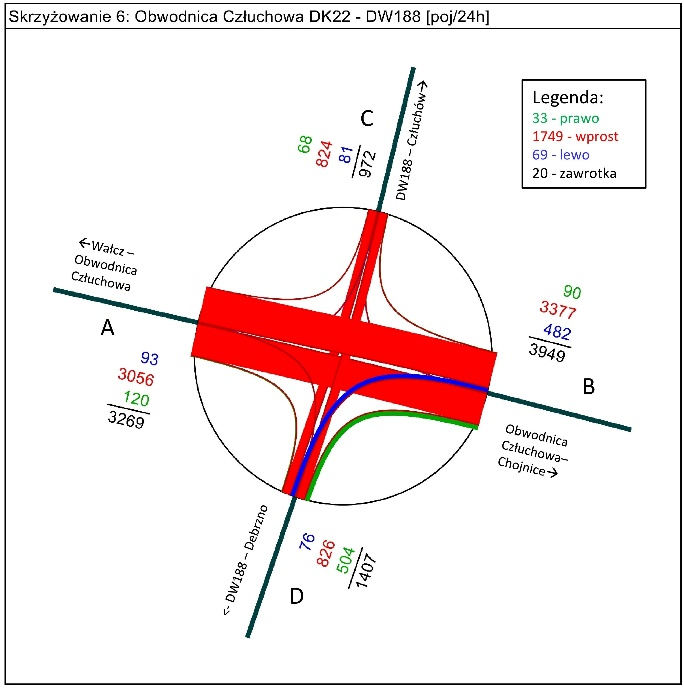 Skrzyżowanie 6: Obwodnica Człuchowa DK22 - DW188 [poj/24h]
Legenda:
33 - prawo
1749 - wprost
69 - lewo
20 - zawrotka
C
68
824
81
972
DW188 – Człuchów→
←Wałcz –
Obwodnica
Człuchowa
A
93
3056
120
3269
90
3377
482
3949
B
Obwodnica
Człuchowa–
Chojnice→
<- DW188 – Debrzno
76
826
504
1407
D